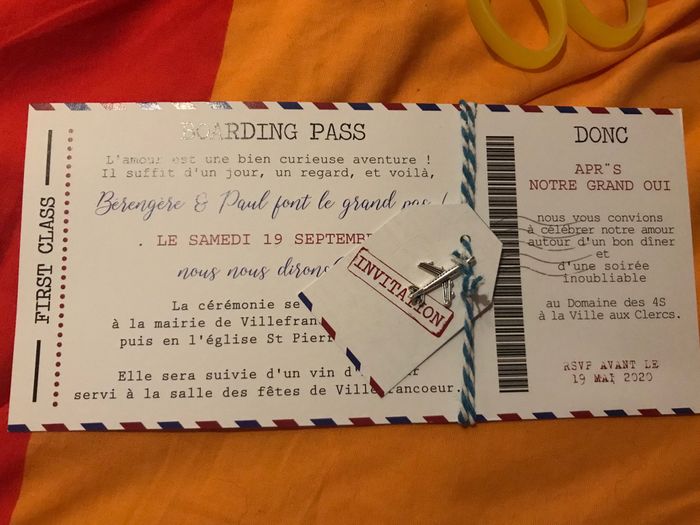 FIRST CLASS
BOARDING PASS
L'amour est une bien curieuse aventure !
Il suffit d'un jour, un regard, et voilà,
Bérengère & Paul font le grand pas !
. LE SAMEDI 19 SEPTEMB
nous nous diron
La cérémonie se
à la mairie de Villefran
puis en l'église St Pierr
Elle sera suivie d'un vin d'
servi à la salle des fêtes de Ville rancoeur.
INVITATION
DONC
APR"S
NOTRE GRAND OUI
nous vous convions
à célébrer notre amour
autour d'un bon dîner
et
d'une soirée
inoubliable
au Domaine des 4S
à la Ville aux Clercs.
RSVP AVANT LE
19 MAI 2020